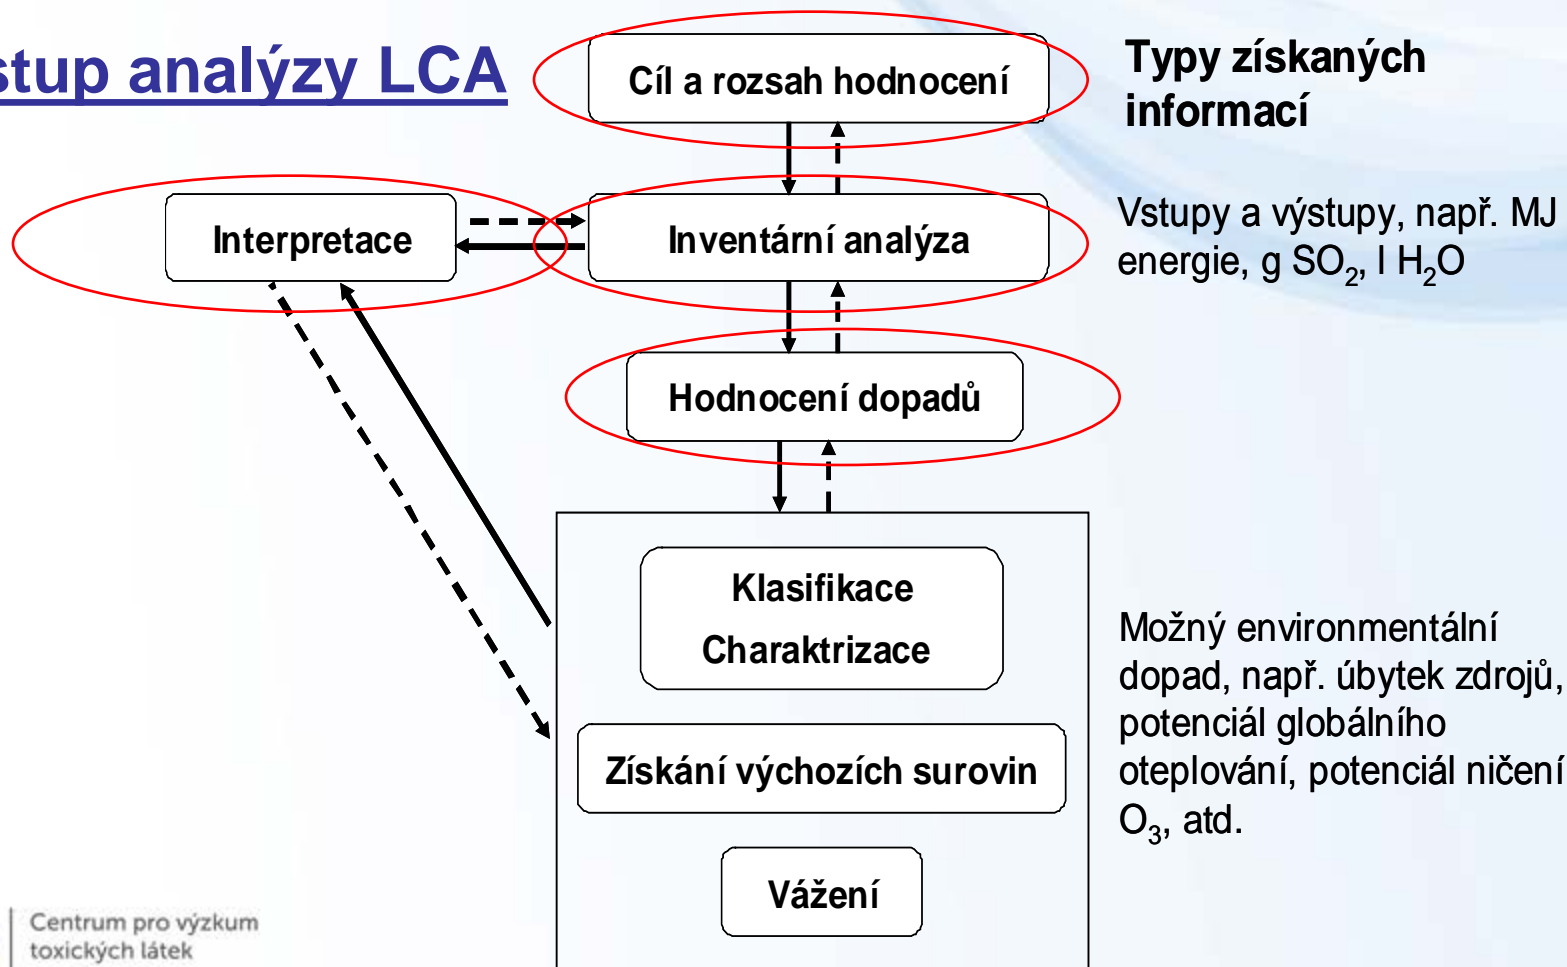 stup analýzy LCA
Cíl a rozsah hodnocení
Typy získaných
informací
Interpretace
Inventární analýza
Vstupy a výstupy, např. MJ
energie, g SO₂, l H₂O
Hodnocení dopadů
Klasifikace
Charaktrizace
Získání výchozích surovin
Vážení
Možný environmentální
dopad, např. úbytek zdrojů,
potenciál globálního
oteplování, potenciál ničení
O₃, atd.
Centrum pro výzkum
toxických látek